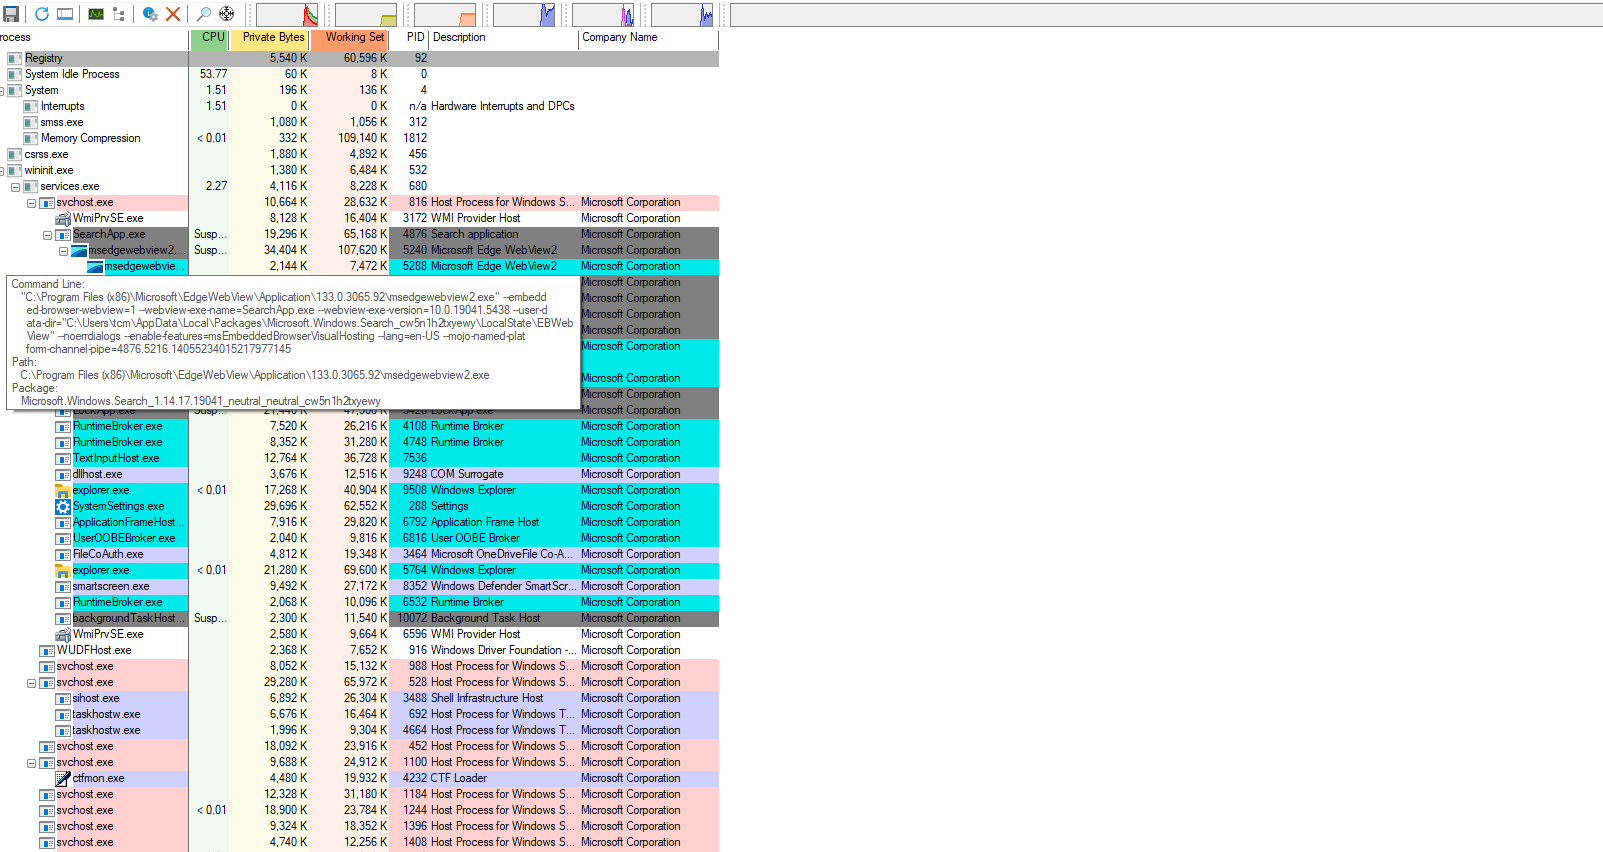 rocess CPU Private Bytes Working Set PID Description Company Name
Registry 5,540 K 60,596 K 92
System Idle Process 53.77 60 K 8 K 0
System 1.51 196 K 136 K 4
Interrupts 1.51 0 K 0 K n/a Hardware Interrupts and DPCs
smss.exe 1,080 K 1,056 K 312
Memory Compression < 0.01 332 K 109,140 K 1812
csrss.exe 1,880 K 4,892 K 456
wininit.exe 1,380 K 6,484 K 532
services.exe 2.27 4,116 K 8,228 K 680
svchost.exe 10,664 K 28,632 K 816 Host Process for Windows S... Microsoft Corporation
WmiPrvSE.exe 8,128 K 16,404 K 3172 WMI Provider Host Microsoft Corporation
SearchApp.exe Susp... 19,296 K 65,168 K 4876 Search application Microsoft Corporation
msedgewebview2.... Susp... 34,404 K 107,620 K 5240 Microsoft Edge WebView2 Microsoft Corporation
msedgewebvie... 2,144 K 7,472 K 5288 Microsoft Edge WebView2 Microsoft Corporation
Command Line: Microsoft Corporation
"C:\Program Files (x86)\Microsoft\EdgeWebView\Application\133.0.3065.92\msedgewebview2.exe" --embedd Microsoft Corporation
ed-browser-webview=1 --webview-exe-name=SearchApp.exe --webview-exe-version=10.0.19041.5438 --user-d Microsoft Corporation
ata-dir="C:\Users\tcm\AppData\Local\Packages\Microsoft.Windows.Search_cw5n1h2txyewy\LocalState\EBWeb Microsoft Corporation
View" --noerrdialogs --enable-features=msEmbeddedBrowserVisualHosting --lang=en-US --mojo-named-plat
form-channel-pipe=4876.5216.14055234015217977145 Microsoft Corporation
Path:
C:\Program Files (x86)\Microsoft\EdgeWebView\Application\133.0.3065.92\msedgewebview2.exe Microsoft Corporation
Package: Microsoft Corporation
Microsoft.Windows.Search_1.14.17.19041_neutral_neutral_cw5n1h2txyewy
LockApp.exe Susp... LockApp.exe Microsoft Corporation
RuntimeBroker.exe 7,520 K 26,216 K 4108 Runtime Broker Microsoft Corporation
RuntimeBroker.exe 8,352 K 31,280 K 4748 Runtime Broker Microsoft Corporation
TextInputHost.exe 12,764 K 36,728 K 7536 Microsoft Corporation
dllhost.exe 3,676 K 12,516 K 9248 COM Surrogate Microsoft Corporation
explorer.exe < 0.01 17,268 K 40,904 K 9508 Windows Explorer Microsoft Corporation
SystemSettings.exe 29,696 K 62,552 K 288 Settings Microsoft Corporation
ApplicationFrameHost... 7,916 K 29,820 K 6792 Application Frame Host Microsoft Corporation
UserOOBEBroker.exe 2,040 K 9,816 K 6816 User OOBE Broker Microsoft Corporation
FileCoAuth.exe 4,812 K 19,348 K 3464 Microsoft OneDriveFile Co-A... Microsoft Corporation
explorer.exe < 0.01 21,280 K 69,600 K 5764 Windows Explorer Microsoft Corporation
smartscreen.exe 9,492 K 27,172 K 8352 Windows Defender SmartScr... Microsoft Corporation
RuntimeBroker.exe 2,068 K 10,096 K 6532 Runtime Broker Microsoft Corporation
backgroundTaskHost... Susp... 2,300 K 11,540 K 10072 Background Task Host Microsoft Corporation
WmiPrvSE.exe 2,580 K 9,664 K 6596 WMI Provider Host Microsoft Corporation
WUDFHost.exe 2,368 K 7,652 K 916 Windows Driver Foundation -... Microsoft Corporation
svchost.exe 8,052 K 15,132 K 988 Host Process for Windows S... Microsoft Corporation
svchost.exe 29,280 K 65,972 K 528 Host Process for Windows S... Microsoft Corporation
sihost.exe 6,892 K 26,304 K 3488 Shell Infrastructure Host Microsoft Corporation
taskhostw.exe 6,676 K 16,464 K 692 Host Process for Windows T... Microsoft Corporation
taskhostw.exe 1,996 K 9,304 K 4664 Host Process for Windows T... Microsoft Corporation
svchost.exe 18,092 K 23,916 K 452 Host Process for Windows S... Microsoft Corporation
svchost.exe 9,688 K 24,912 K 1100 Host Process for Windows S... Microsoft Corporation
ctfmon.exe 4,480 K 19,932 K 4232 CTF Loader Microsoft Corporation
svchost.exe 12,328 K 31,180 K 1184 Host Process for Windows S... Microsoft Corporation
svchost.exe < 0.01 18,900 K 23,784 K 1244 Host Process for Windows S... Microsoft Corporation
svchost.exe 9,324 K 18,352 K 1396 Host Process for Windows S... Microsoft Corporation
svchost.exe 4,740 K 12,256 K 1408 Host Process for Windows S... Microsoft Corporation